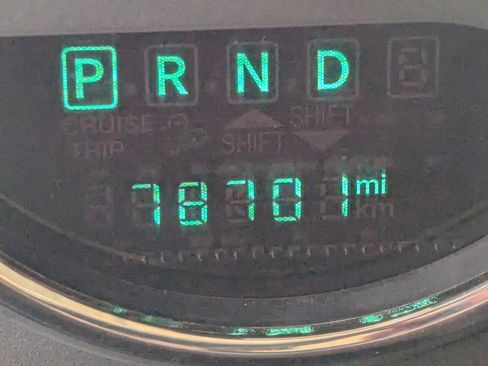 P R N D
CRUISE SHIFT
TRIP SHIFT
78701 mi
km